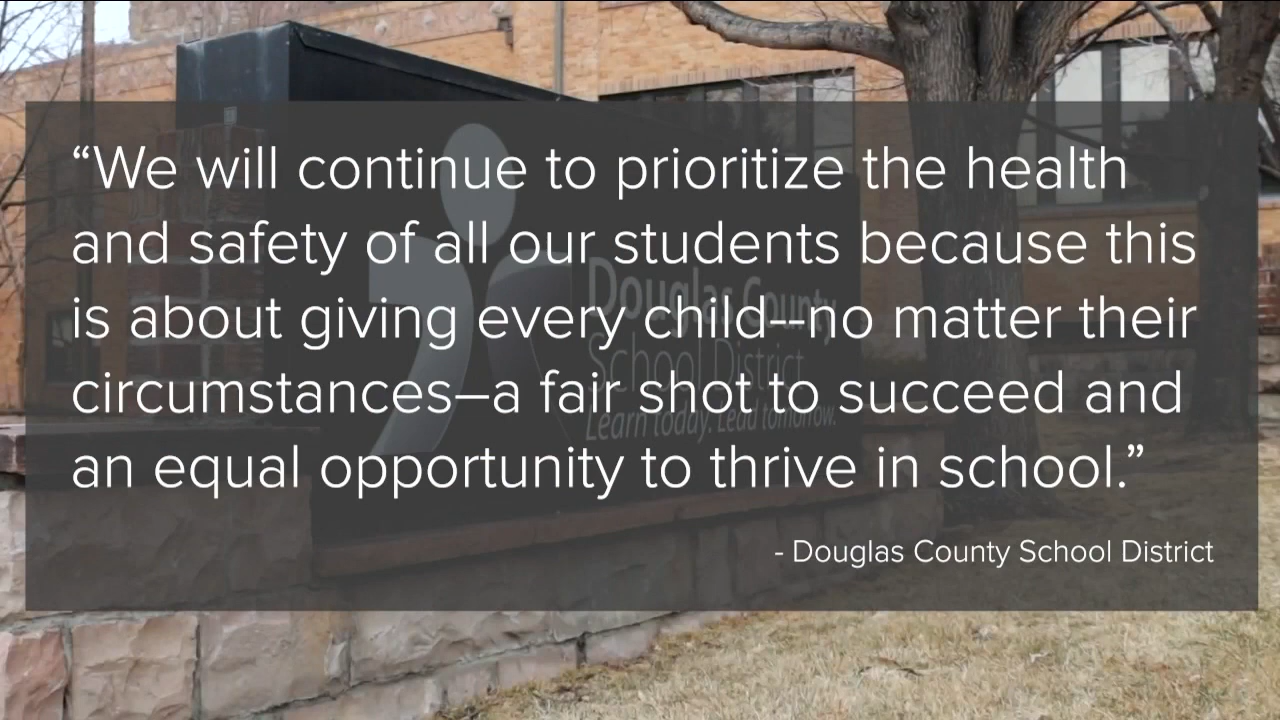 “We will continue to prioritize the health
and safety of all our students because this
is about giving every child—no matter their
circumstances—a fair shot to succeed and
an equal opportunity to thrive in school.”
- Douglas County School District
Douglas County
School District
Learn today. Lead tomorrow.